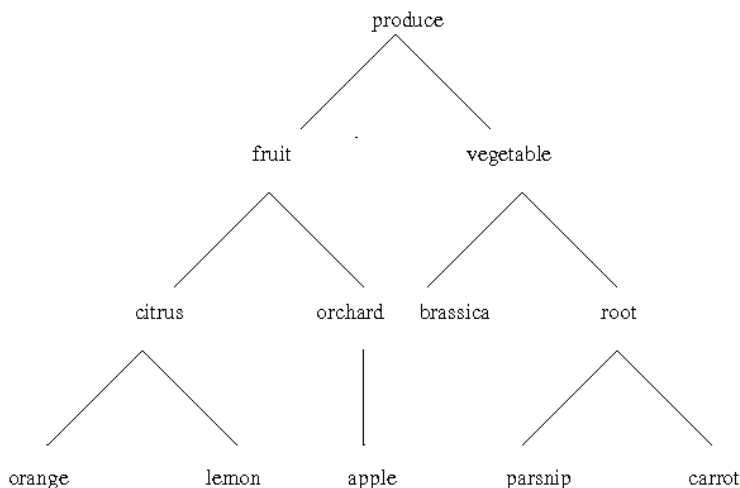 produce
fruit vegetable
citrus orchard brassica root
orange lemon apple parsnip carrot